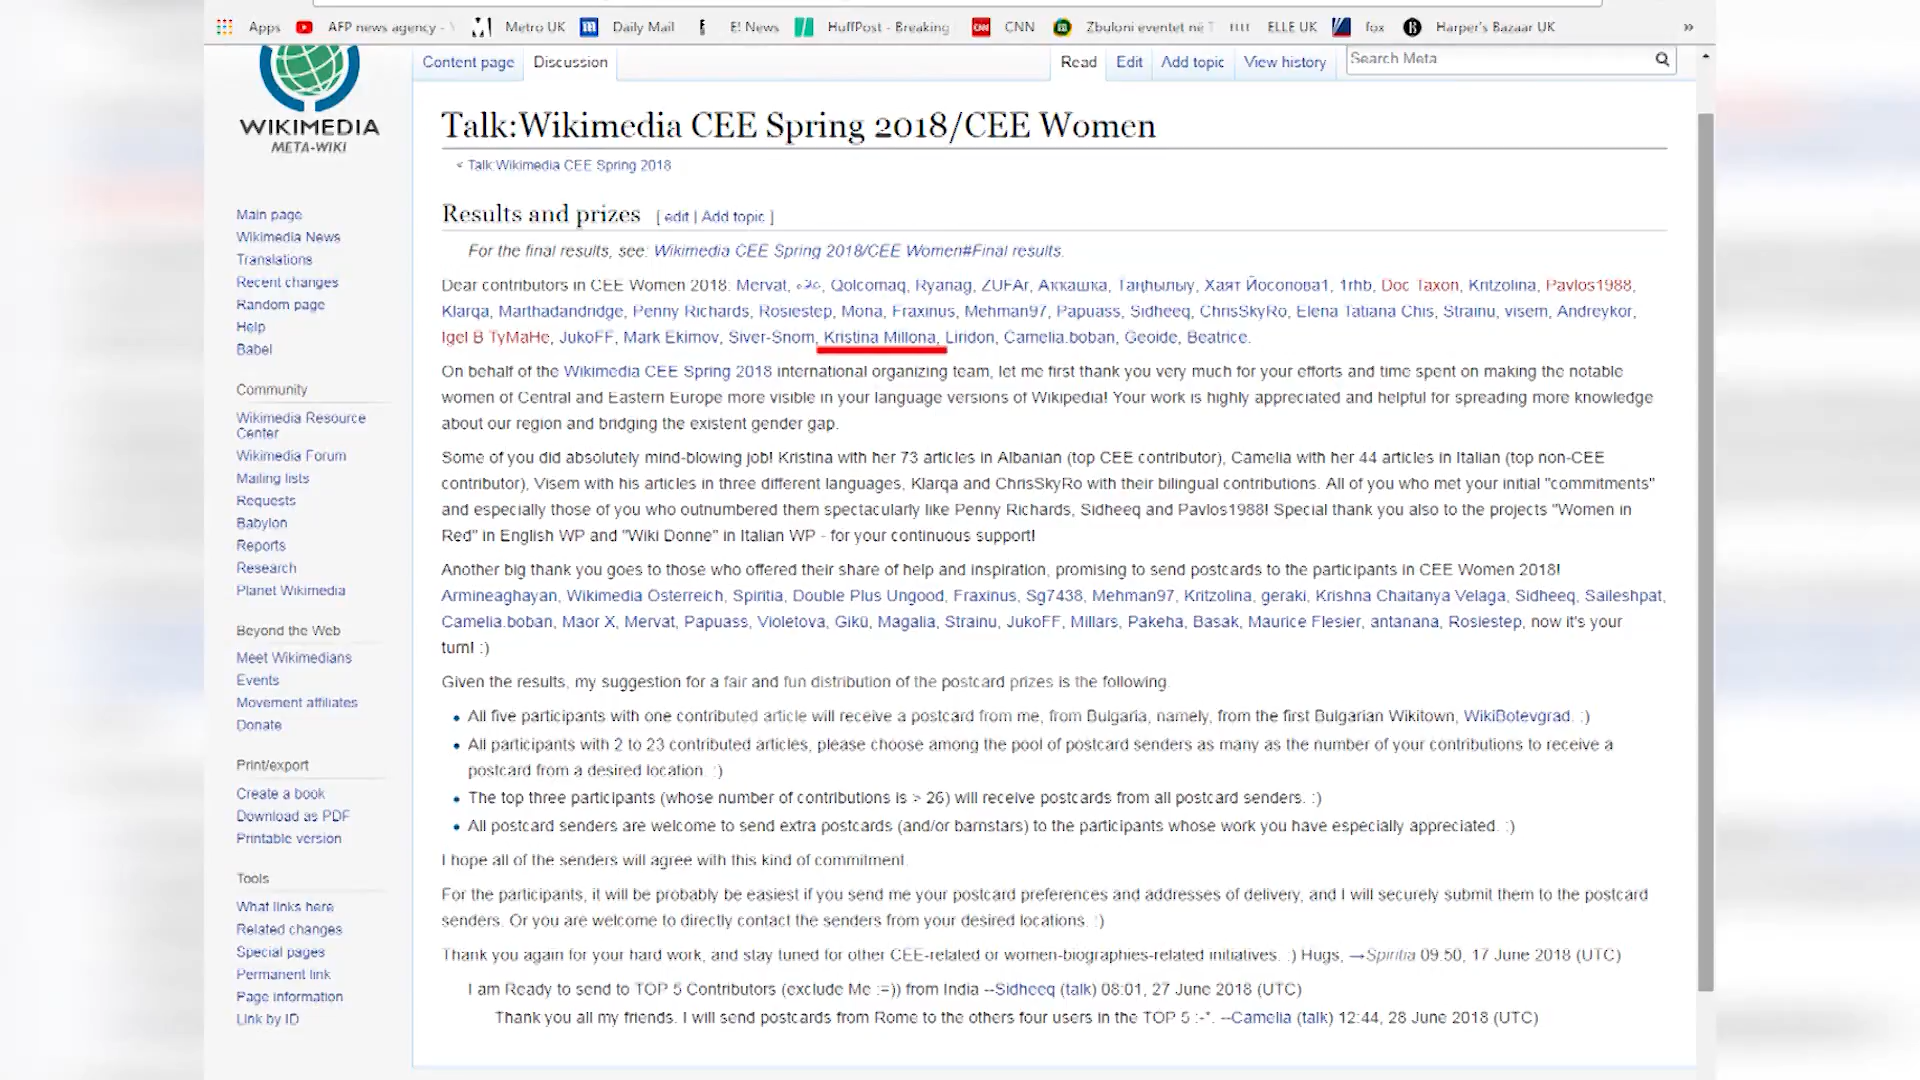 Apps AFP news agency - Metro UK Daily Mail E! News HuffPost - Breaking CNN Zbuloni eventet në T ELLE UK fox Harper's Bazaar UK »
Content page Discussion Read Edit Add topic View history Search Meta
WIKIMEDIA
META-WIKI
Main page
Wikimedia News
Translations
Recent changes
Random page
Help
Babel
Community
Wikimedia Resource
Center
Wikimedia Forum
Mailing lists
Requests
Babylon
Reports
Research
Planet Wikimedia
Beyond the Web
Meet Wikimedians
Events
Movement affiliates
Donate
Print/export
Create a book
Download as PDF
Printable version
Tools
What links here
Related changes
Special pages
Permanent link
Page information
Link by ID
Talk:Wikimedia CEE Spring 2018/CEE Women
< Talk:Wikimedia CEE Spring 2018
Results and prizes [ edit | Add topic ]
For the final results, see: Wikimedia CEE Spring 2018/CEE Women#Final results.
Dear contributors in CEE Women 2018: Mervat, Qolcomaq, Ryanag, ZUFAr, Аккашка, Таңһылыу, Хаят Йосопова1, 1rhb, Doc Taxon, Kritzolina, Pavlos1988,
Klarqa, Marthadandridge, Penny Richards, Rosiestep, Mona, Fraxinus, Mehman97, Papuass, Sidheeq, ChrisSkyRo, Elena Tatiana Chis, Strainu, visem, Andreykor,
Igel B TyMaHe, JukoFF, Mark Ekimov, Siver-Snom, Kristina Millona, Liridon, Camelia.boban, Geoide, Beatrice.
On behalf of the Wikimedia CEE Spring 2018 international organizing team, let me first thank you very much for your efforts and time spent on making the notable
women of Central and Eastern Europe more visible in your language versions of Wikipedia! Your work is highly appreciated and helpful for spreading more knowledge
about our region and bridging the existent gender gap.
Some of you did absolutely mind-blowing job! Kristina with her 73 articles in Albanian (top CEE contributor), Camelia with her 44 articles in Italian (top non-CEE
contributor), Visem with his articles in three different languages, Klarqa and ChrisSkyRo with their bilingual contributions. All of you who met your initial "commitments"
and especially those of you who outnumbered them spectacularly like Penny Richards, Sidheeq and Pavlos1988! Special thank you also to the projects "Women in
Red" in English WP and "Wiki Donne" in Italian WP - for your continuous support!
Another big thank you goes to those who offered their share of help and inspiration, promising to send postcards to the participants in CEE Women 2018!
Armineaghayan, Wikimedia Österreich, Spiritia, Double Plus Ungood, Fraxinus, Sg7438, Mehman97, Kritzolina, geraki, Krishna Chaitanya Velaga, Sidheeq, Saileshpat,
Camelia.boban, Maor X, Mervat, Papuass, Violetova, Gikü, Magalia, Strainu, JukoFF, Millars, Pakeha, Basak, Maurice Flesier, antanana, Rosiestep, now it's your
turn! :)
Given the results, my suggestion for a fair and fun distribution of the postcard prizes is the following.
• All five participants with one contributed article will receive a postcard from me, from Bulgaria, namely, from the first Bulgarian Wikitown, WikiBotevgrad. :)
• All participants with 2 to 23 contributed articles, please choose among the pool of postcard senders as many as the number of your contributions to receive a
postcard from a desired location. :)
• The top three participants (whose number of contributions is > 26) will receive postcards from all postcard senders. :)
• All postcard senders are welcome to send extra postcards (and/or barnstars) to the participants whose work you have especially appreciated. :)
I hope all of the senders will agree with this kind of commitment.
For the participants, it will be probably be easiest if you send me your postcard preferences and addresses of delivery, and I will securely submit them to the postcard
senders. Or you are welcome to directly contact the senders from your desired locations. :)
Thank you again for your hard work, and stay tuned for other CEE-related or women-biographies-related initiatives. :) Hugs, →Spiritia 09:50, 17 June 2018 (UTC)
I am Ready to send to TOP 5 Contributors (exclude Me :=)) from India --Sidheeq (talk) 08:01, 27 June 2018 (UTC)
Thank you all my friends. I will send postcards from Rome to the others four users in the TOP 5 :-*. --Camelia (talk) 12:44, 28 June 2018 (UTC)